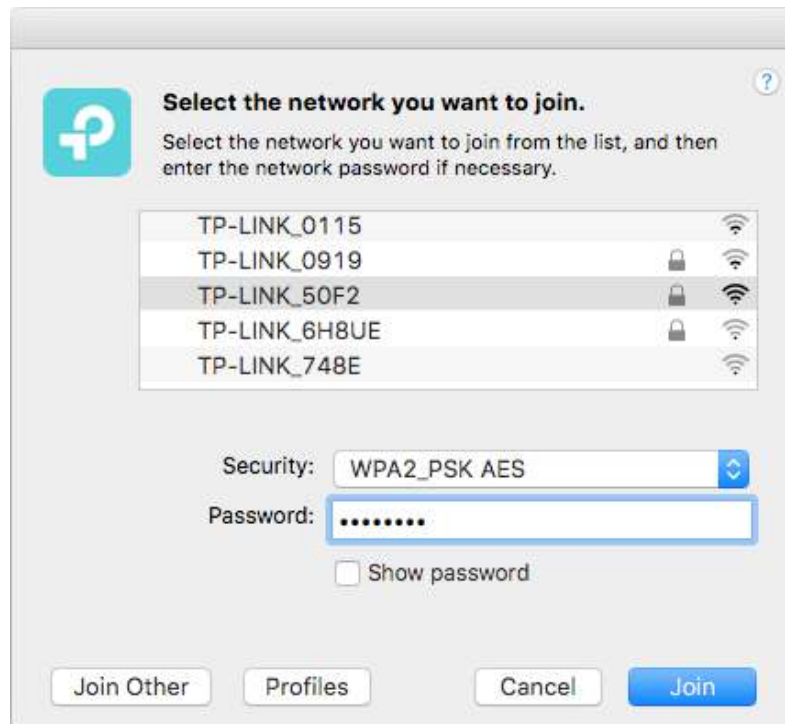 ?
Select the network you want to join.
Select the network you want to join from the list, and then
enter the network password if necessary.
TP-LINK_0115
TP-LINK_0919
TP-LINK_50F2
TP-LINK_6H8UE
TP-LINK_748E
Security: WPA2_PSK AES
Password: ••••••••
Show password
Join Other Profiles Cancel Join